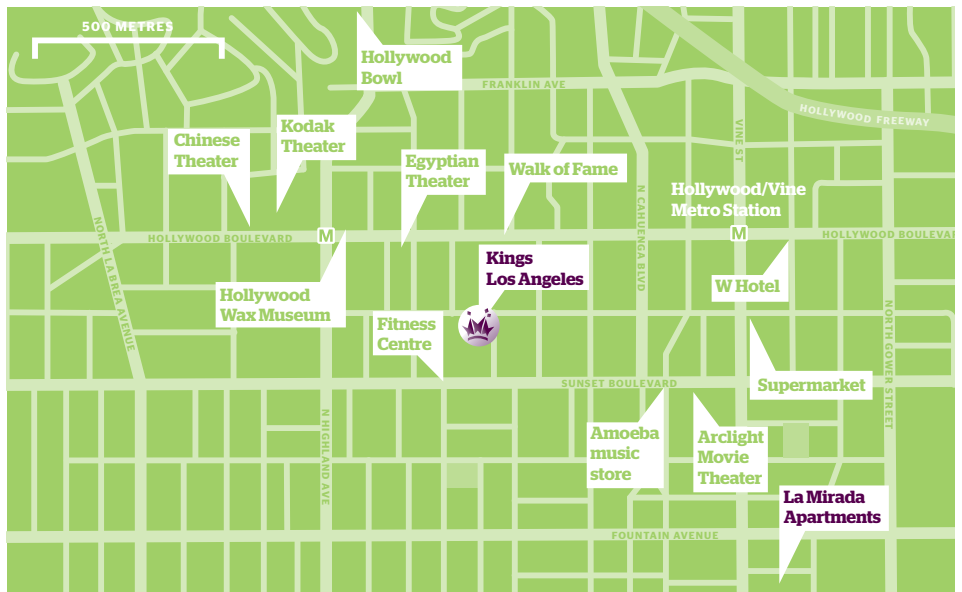 500 METRES
Hollywood
Bowl
FRANKLIN AVE
HOLLYWOOD FREEWAY
Chinese
Theater
Kodak
Theater
VINE ST
Egyptian
Theater
Walk of Fame
Hollywood/Vine
Metro Station
N CAHUENGA BLVD
NORTH LA BREA AVENUE
HOLLYWOOD BOULEVARD
M
M
HOLLYWOOD BOULEVAR
Kings
Los Angeles
W Hotel
Hollywood
Wax Museum
Fitness
Centre
NORTH GOWER STREET
SUNSET BOULEVARD
Supermarket
N HIGHLAND AVE
Amoeba
music
store
Arclight
Movie
Theater
La Mirada
Apartments
FOUNTAIN AVENUE